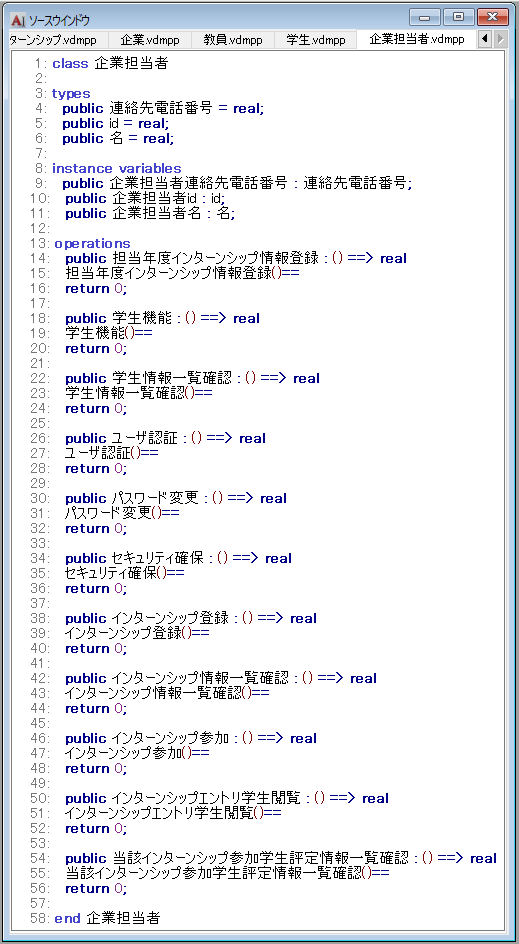 ソースウインドウ
ターンシップ.vdmpp 企業.vdmpp 教員.vdmpp 学生.vdmpp 企業担当者.vdmpp
1: class 企業担当者
2:
3: types
4: public 連絡先電話番号 = real;
5: public id = real;
6: public 名 = real;
7:
8: instance variables
9: public 企業担当者連絡先電話番号 : 連絡先電話番号;
10: public 企業担当者id : id;
11: public 企業担当者名 : 名;
12:
13: operations
14: public 担当年度インターンシップ情報登録 : () ==> real
15: 担当年度インターンシップ情報登録()==
16: return 0;
17:
18: public 学生機能 : () ==> real
19: 学生機能()==
20: return 0;
21:
22: public 学生情報一覧確認 : () ==> real
23: 学生情報一覧確認()==
24: return 0;
25:
26: public ユーザ認証 : () ==> real
27: ユーザ認証()==
28: return 0;
29:
30: public パスワード変更 : () ==> real
31: パスワード変更()==
32: return 0;
33:
34: public セキュリティ確保 : () ==> real
35: セキュリティ確保()==
36: return 0;
37:
38: public インターンシップ登録 : () ==> real
39: インターンシップ登録()==
40: return 0;
41:
42: public インターンシップ情報一覧確認 : () ==> real
43: インターンシップ情報一覧確認()==
44: return 0;
45:
46: public インターンシップ参加 : () ==> real
47: インターンシップ参加()==
48: return 0;
49:
50: public インターンシップエントリ学生閲覧 : () ==> real
51: インターンシップエントリ学生閲覧()==
52: return 0;
53:
54: public 当該インターンシップ参加学生評定情報一覧確認 : () ==> real
55: 当該インターンシップ参加学生評定情報一覧確認()==
56: return 0;
57:
58: end 企業担当者